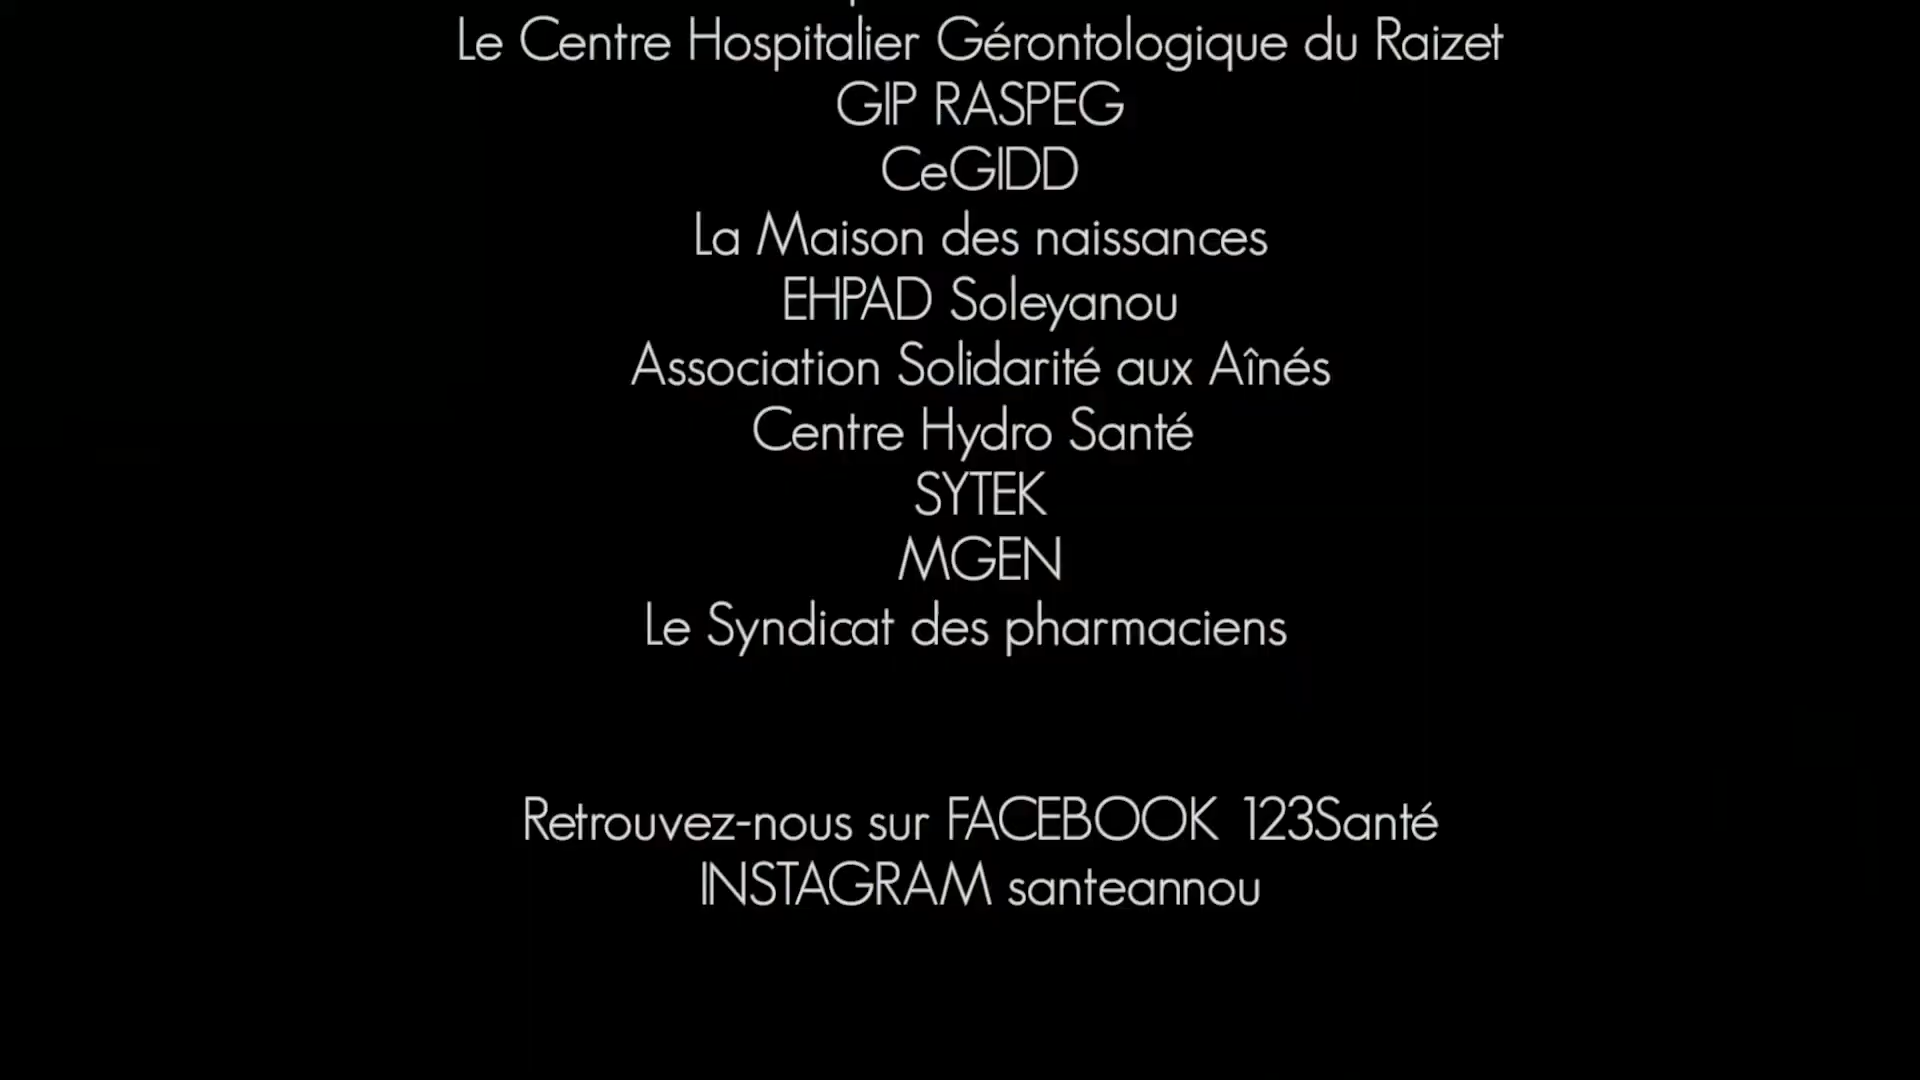 Le Centre Hospitalier Gérontologique du Raizet
GIP RASPEG
CeGIDD
La Maison des naissances
EHPAD Soleyanou
Association Solidarité aux Aînés
Centre Hydro Santé
SYTEK
MGEN
Le Syndicat des pharmaciens
Retrouvez-nous sur FACEBOOK 123Santé
INSTAGRAM santeannou